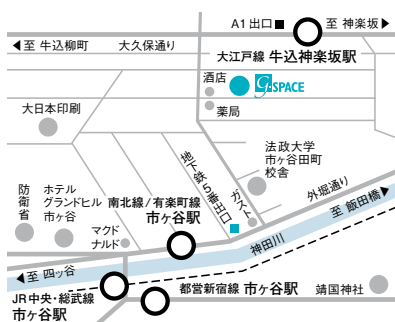 A1出口■ 至 神楽坂▶
◀至 牛込柳町 大久保通り
大江戸線 牛込神楽坂駅
酒店
G-SPACE
薬局
大日本印刷
地下鉄5番出口
ガスト
法政大学
市ヶ谷田町
校舎
外堀通り
至 飯田橋▶
防衛省
ホテル
グランドヒル
市ヶ谷
南北線/有楽町線
市ヶ谷駅
マクド
ナルド
神田川
◀至 四ッ谷
JR中央・総武線
市ヶ谷駅
都営新宿線 市ヶ谷駅
靖国神社